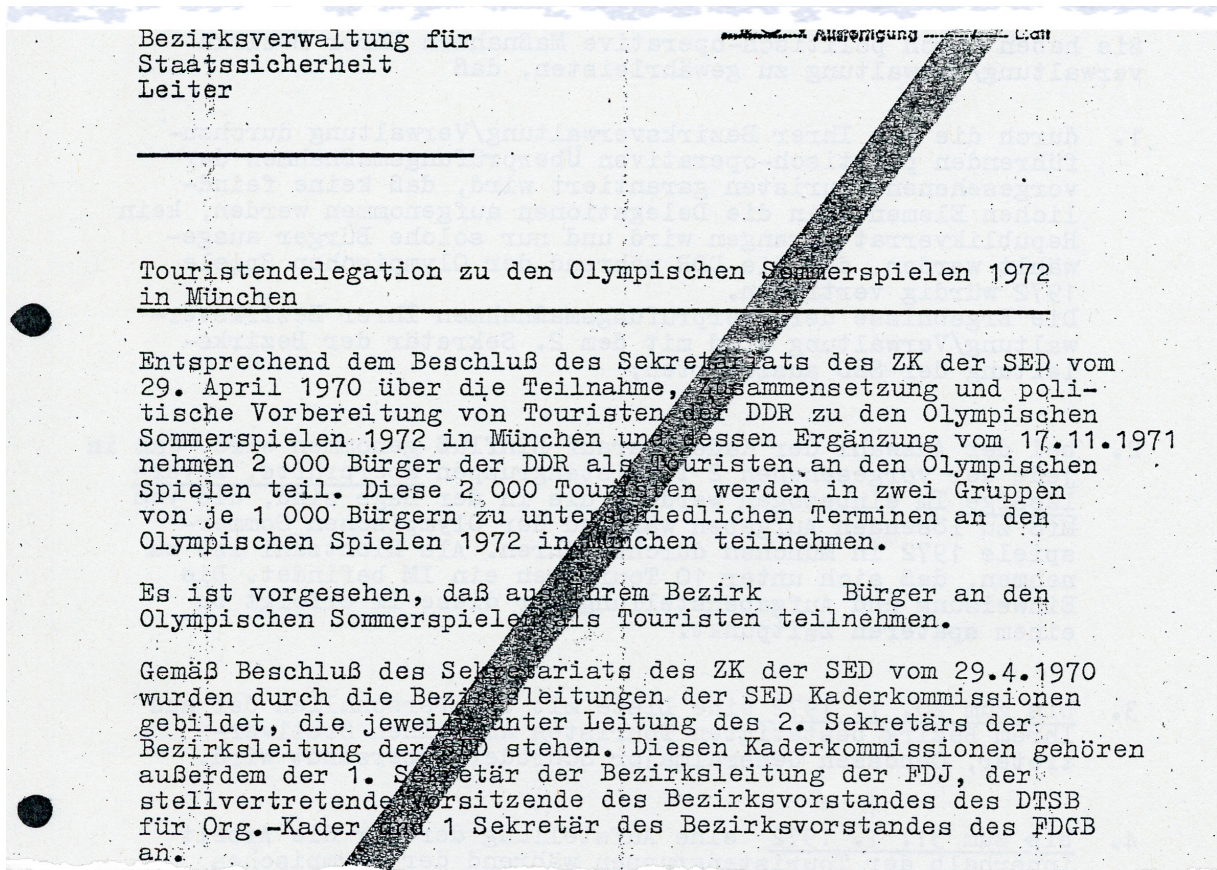 Bezirksverwaltung für
Staatssicherheit
Leiter
Ausfertigung
Touristendelegation zu den Olympischen Sommerspielen 1972
in München
Entsprechend dem Beschluß des Sekretariats des ZK der SED vom
29. April 1970 über die Teilnahme, Zusammensetzung und poli-
tische Vorbereitung von Touristen der DDR zu den Olympischen
Sommerspielen 1972 in München und dessen Ergänzung vom 17.11.1971
nehmen 2 000 Bürger der DDR als Touristen an den Olympischen
Spielen teil. Diese 2 000 Touristen werden in zwei Gruppen
von je 1 000 Bürgern zu unterschiedlichen Terminen an den
Olympischen Spielen 1972 in München teilnehmen.
Es ist vorgesehen, daß aus Ihrem Bezirk Bürger an den
Olympischen Sommerspielen als Touristen teilnehmen.
Gemäß Beschluß des Sekretariats des ZK der SED vom 29.4.1970
wurden durch die Bezirksleitungen der SED Kaderkommissionen
gebildet, die jeweils unter Leitung des 2. Sekretärs der
Bezirksleitung der SED stehen. Diesen Kaderkommissionen gehören
außerdem der 1. Sekretär der Bezirksleitung der FDJ, der
stellvertretende Vorsitzende des Bezirksvorstandes des DTSB
für Org.-Kader und 1 Sekretär des Bezirksvorstandes des FDGB
an.